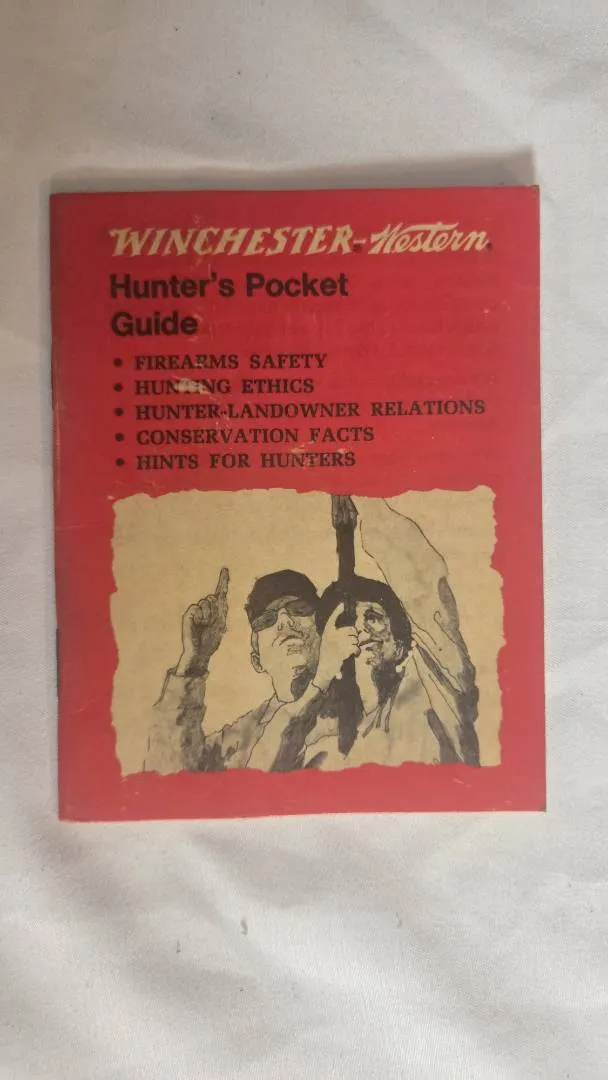 WINCHESTER®-Western®
Hunter's Pocket
Guide
• FIREARMS SAFETY
• HUNTING ETHICS
• HUNTER-LANDOWNER RELATIONS
• CONSERVATION FACTS
• HINTS FOR HUNTERS